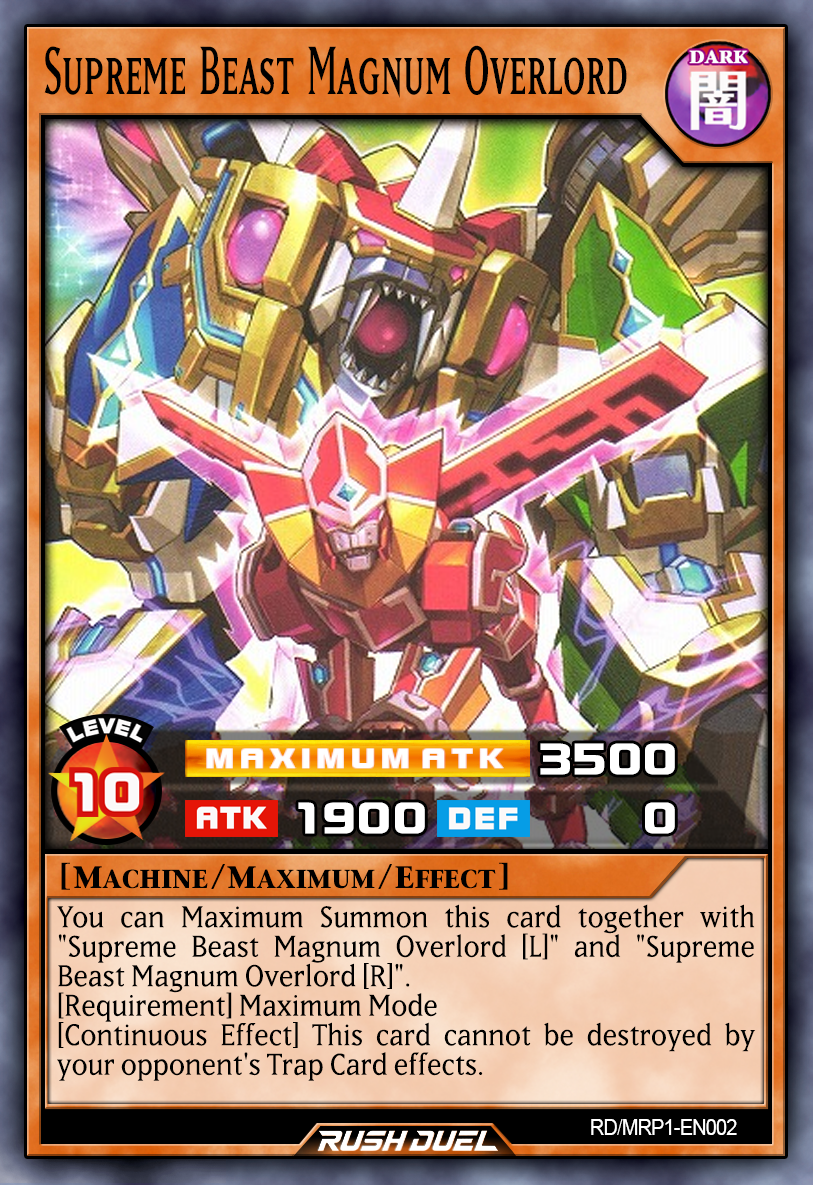 Supreme Beast Magnum Overlord
DARK
闇
LEVEL
10
MAXIMUM ATK 3500
ATK 1900 DEF 0
[Machine/Maximum/Effect]
You can Maximum Summon this card together with
"Supreme Beast Magnum Overlord [L]" and "Supreme
Beast Magnum Overlord [R]".
[Requirement] Maximum Mode
[Continuous Effect] This card cannot be destroyed by
your opponent's Trap Card effects.
RD/MRP1-EN002
RUSH DUEL